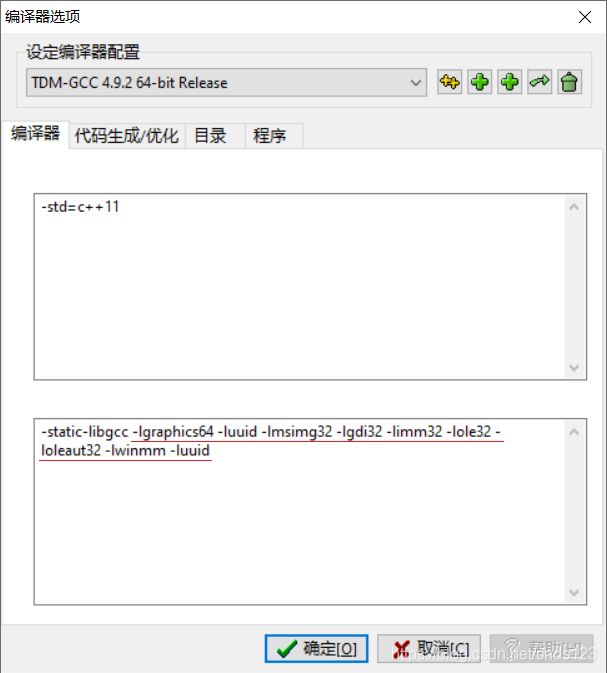 编译器选项
设定编译器配置
TDM-GCC 4.9.2 64-bit Release
编译器 代码生成/优化 目录 程序
-std=c++11
-static-libgcc -lgraphics64 -luuid -lmsimg32 -lgdi32 -limm32 -lole32 -
loleaut32 -lwinmm -luuid
确定[O] 取消[C] 帮助[H]